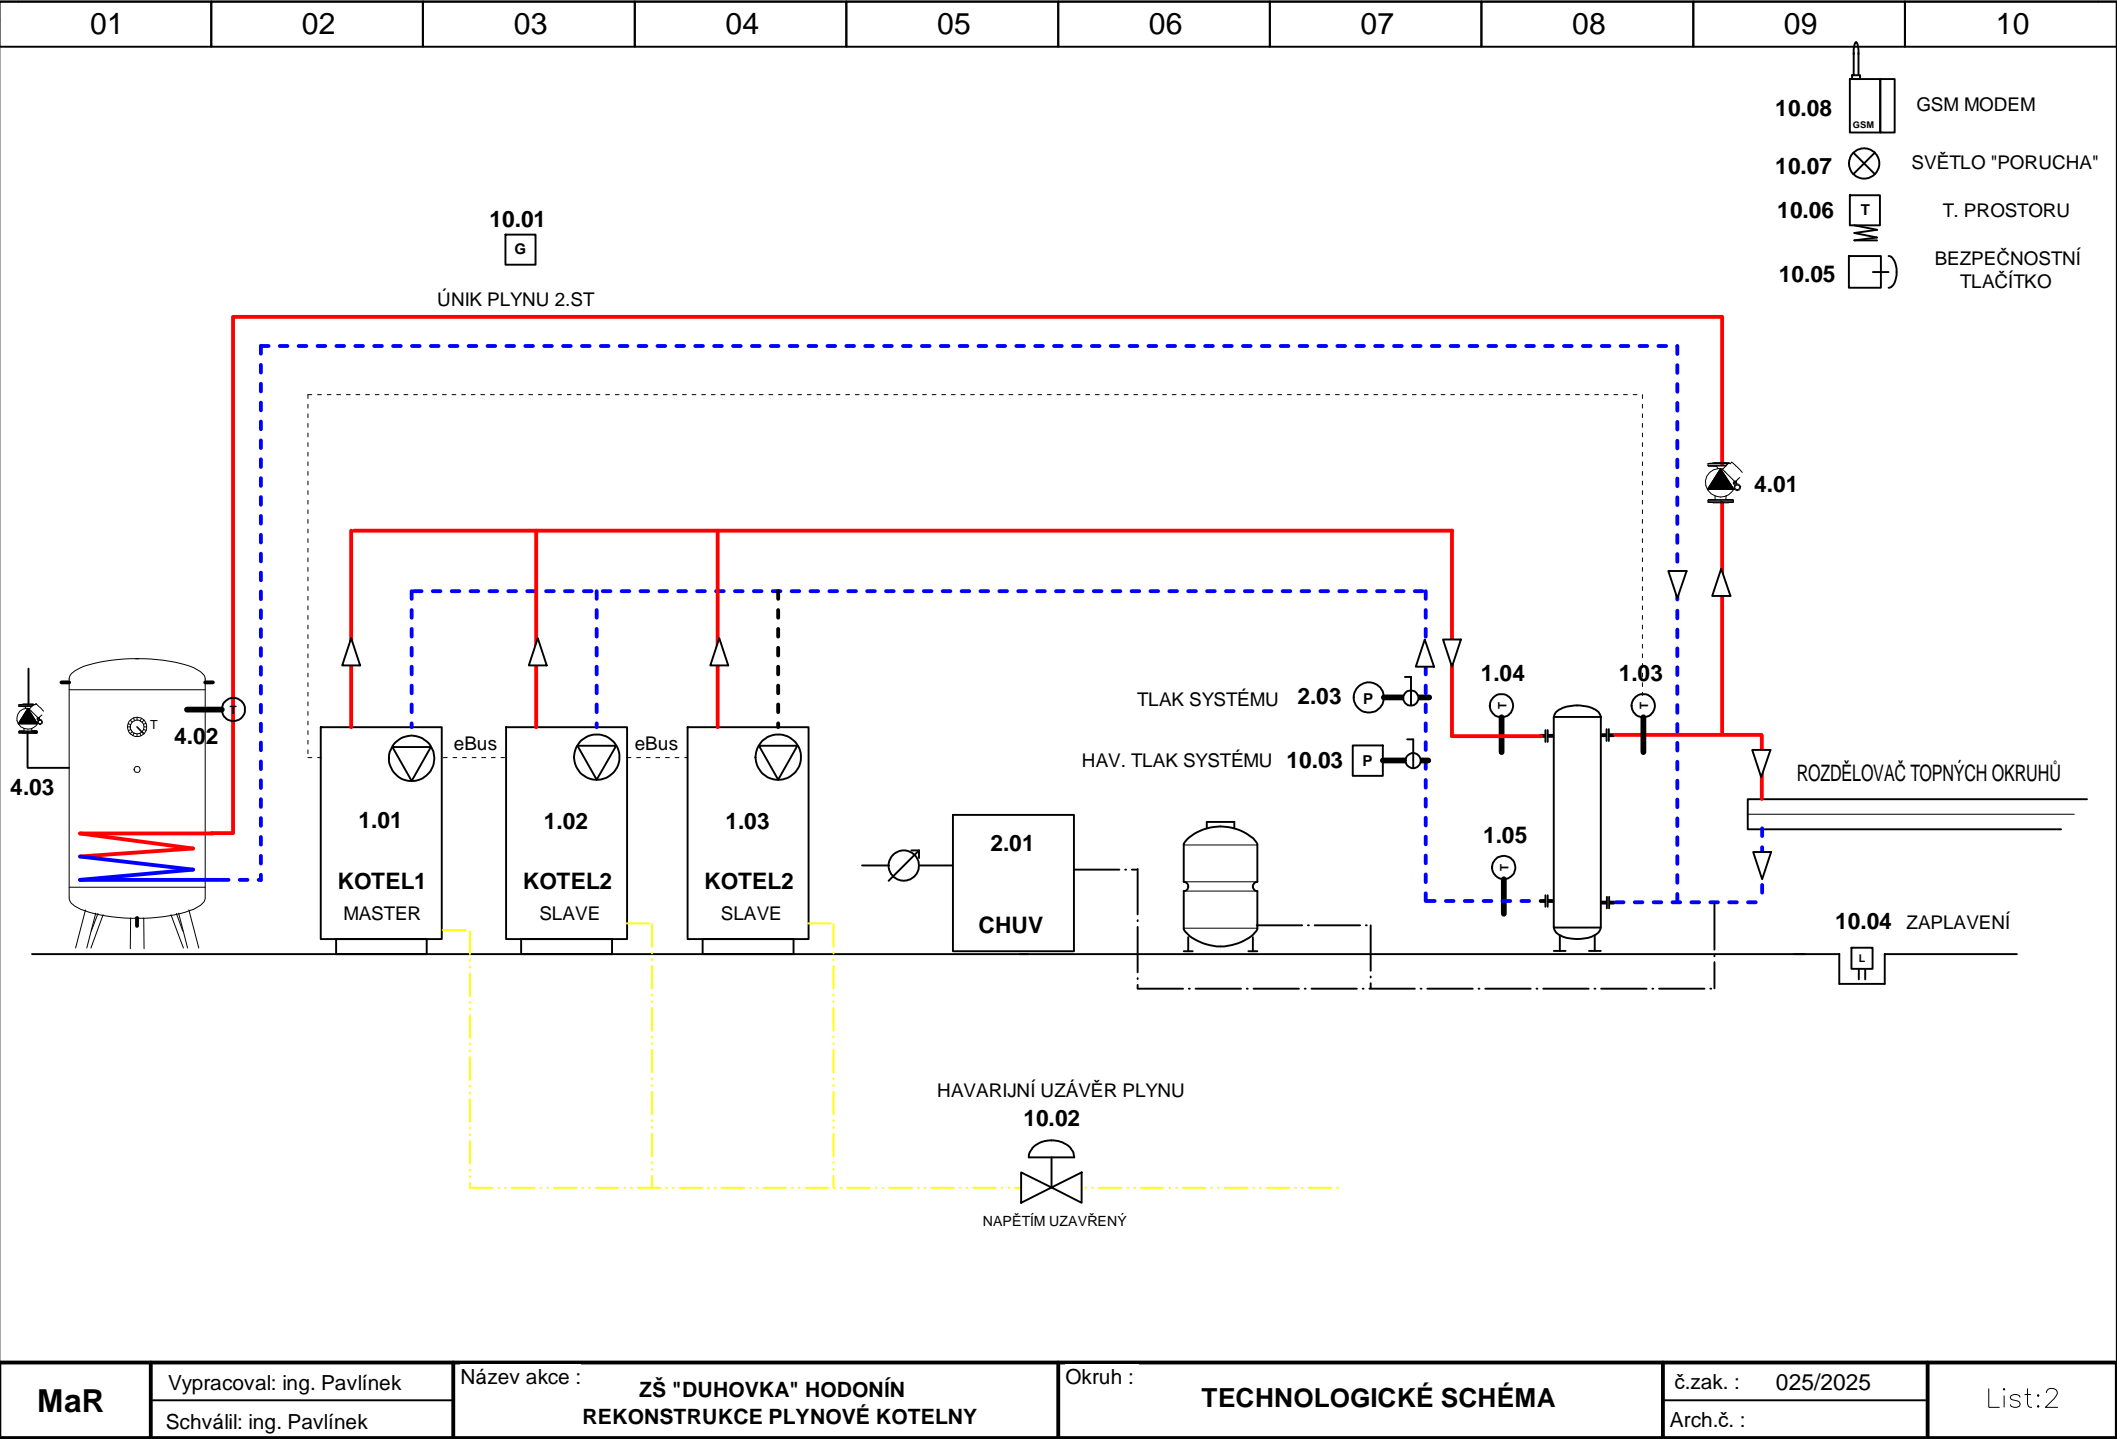 01 02 03 04 05 06 07 08 09 10
10.08 GSM GSM MODEM
10.07 SVĚTLO "PORUCHA"
10.06 T T. PROSTORU
10.05 BEZPEČNOSTNÍ
TLAČÍTKO
10.01
G
ÚNIK PLYNU 2.ST
4.01
1.04
1.03
T
T
TLAK SYSTÉMU 2.03 P
HAV. TLAK SYSTÉMU 10.03 P
T
T
4.02
4.03
eBus
eBus
ROZDĚLOVAČ TOPNÝCH OKRUHŮ
1.01
KOTEL1
MASTER
1.02
KOTEL2
SLAVE
1.03
KOTEL2
SLAVE
2.01
CHUV
1.05
T
10.04 ZAPLAVENÍ
L
HAVARIJNÍ UZÁVĚR PLYNU
10.02
NAPĚTÍM UZAVŘENÝ
MaR
Vypracoval: ing. Pavlínek
Schválil: ing. Pavlínek
Název akce :
ZŠ "DUHOVKA" HODONÍN
REKONSTRUKCE PLYNOVÉ KOTELNY
Okruh :
TECHNOLOGICKÉ SCHÉMA
č.zak. : 025/2025
Arch.č. :
List:2